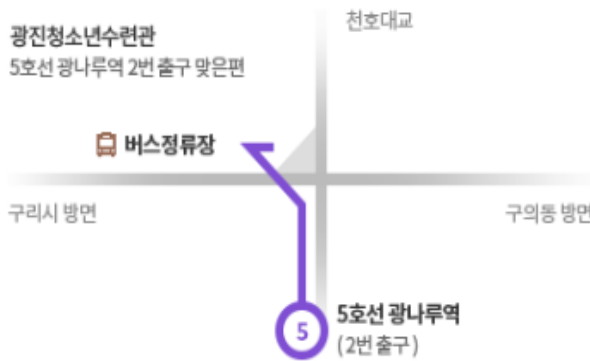 광진청소년수련관
5호선 광나루역 2번 출구 맞은편
천호대교
버스정류장
구리시 방면
구의동 방면
5
5호선 광나루역
(2번 출구)